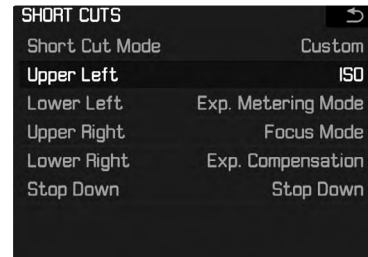 SHORT CUTS
Short Cut Mode Custom
Upper Left ISO
Lower Left Exp. Metering Mode
Upper Right Focus Mode
Lower Right Exp. Compensation
Stop Down Stop Down